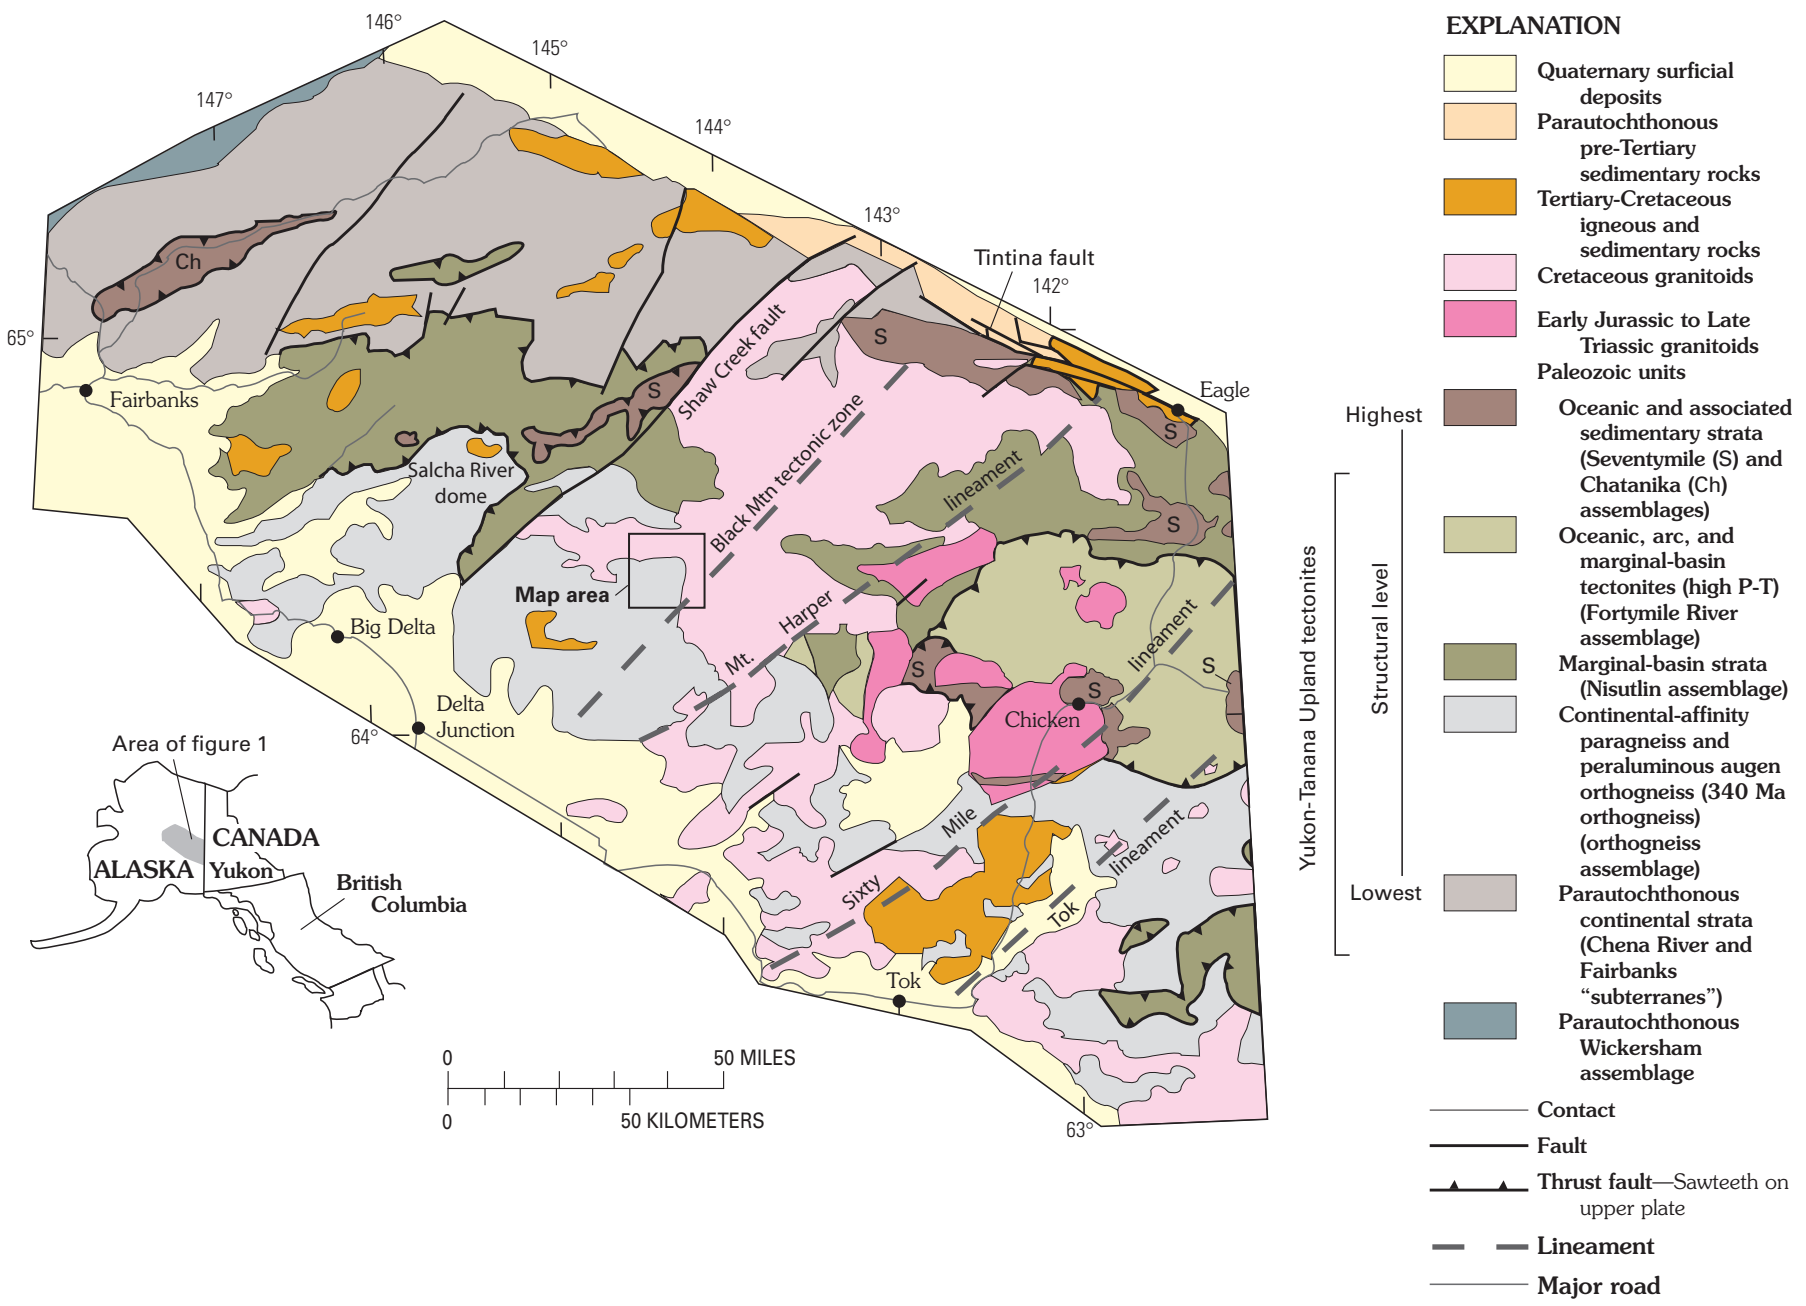 146°
145°
147°
144°
143°
Tintina fault
142°
Ch
65°
Fairbanks
S
S
Shaw Creek fault
Black Mtn tectonic zone
Eagle
S
Salcha River
dome
lineament
S
Map area
Big Delta
Mt. Harper
lineament
S
S
S
Chicken
Delta
Junction
64°
Sixty Mile
lineament
Tok
Tok
63°
Area of figure 1
CANADA
ALASKA
Yukon
British
Columbia
0 50 MILES
0 50 KILOMETERS
EXPLANATION
Quaternary surficial
deposits
Parautochthonous
pre-Tertiary
sedimentary rocks
Tertiary-Cretaceous
igneous and
sedimentary rocks
Cretaceous granitoids
Early Jurassic to Late
Triassic granitoids
Paleozoic units
Oceanic and associated
sedimentary strata
(Seventymile (S) and
Chatanika (Ch)
assemblages)
Oceanic, arc, and
marginal-basin
tectonites (high P-T)
(Fortymile River
assemblage)
Marginal-basin strata
(Nisutlin assemblage)
Continental-affinity
paragneiss and
peraluminous augen
orthogneiss (340 Ma
orthogneiss)
(orthogneiss
assemblage)
Parautochthonous
continental strata
(Chena River and
Fairbanks
“subterranes”)
Parautochthonous
Wickersham
assemblage
Highest
Structural level
Lowest
Yukon-Tanana Upland tectonites
Contact
Fault
Thrust fault—Sawteeth on
upper plate
Lineament
Major road